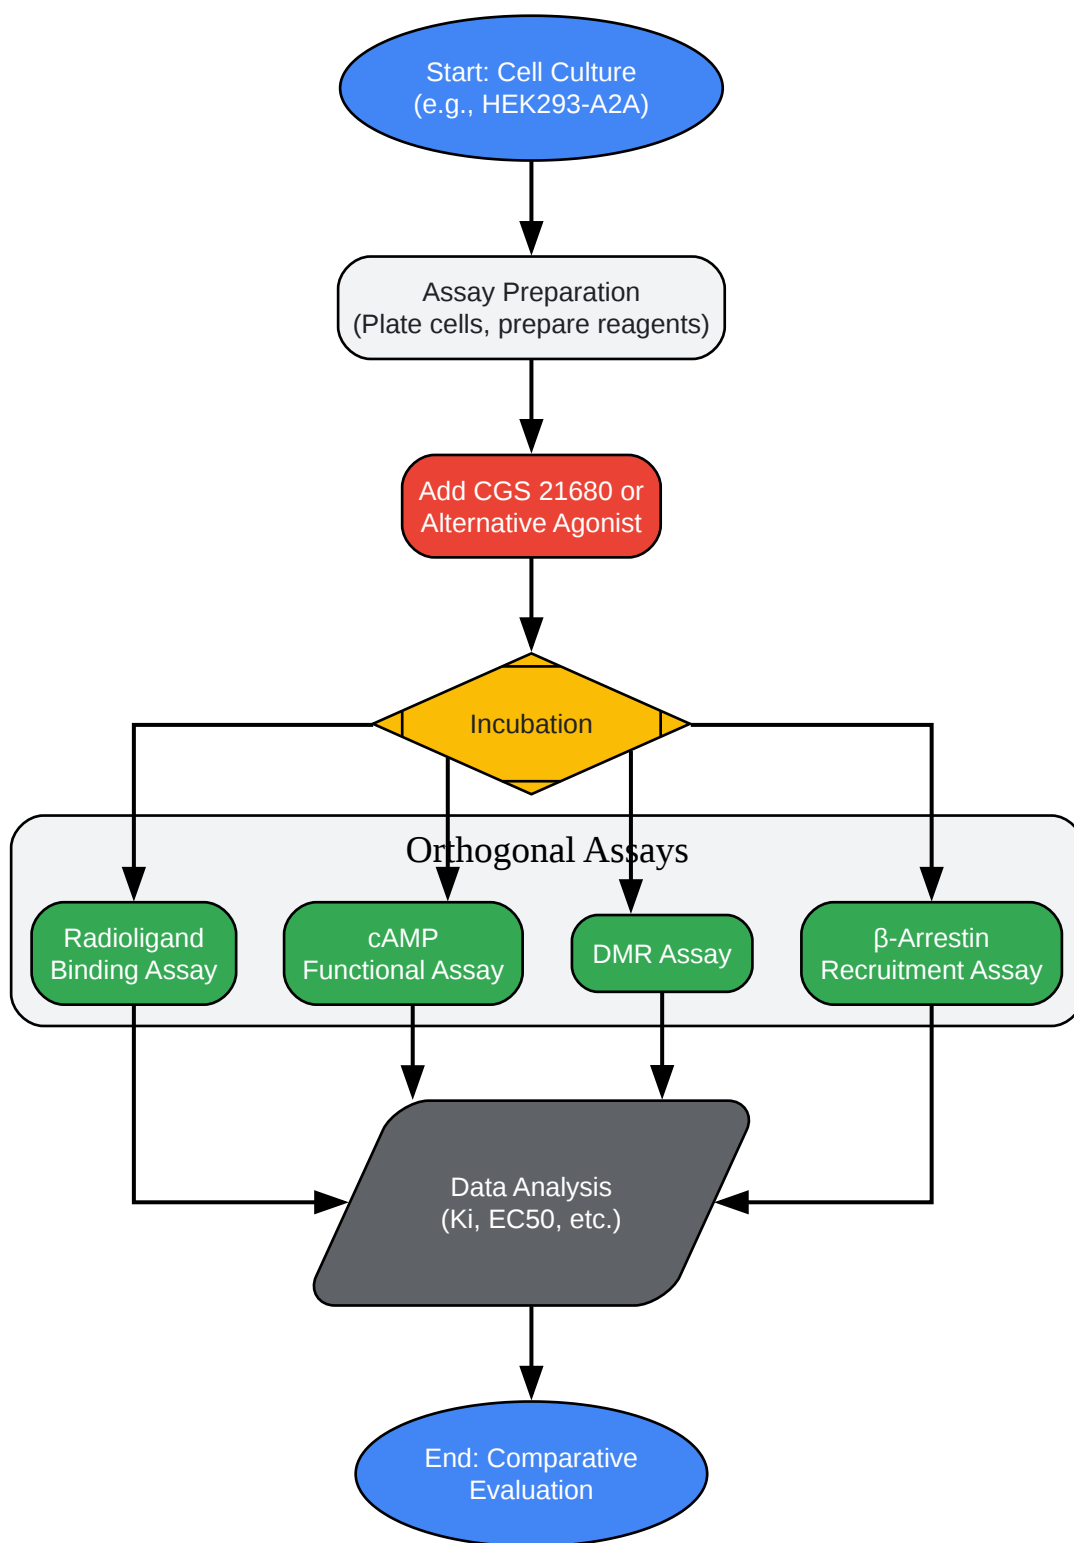 Start: Cell Culture
(e.g., HEK293-A2A)
Assay Preparation
(Plate cells, prepare reagents)
Add CGS 21680 or
Alternative Agonist
Incubation
Orthogonal Assays
Radioligand
Binding Assay
cAMP
Functional Assay
DMR Assay
β-Arrestin
Recruitment Assay
Data Analysis
(Ki, EC50, etc.)
End: Comparative
Evaluation